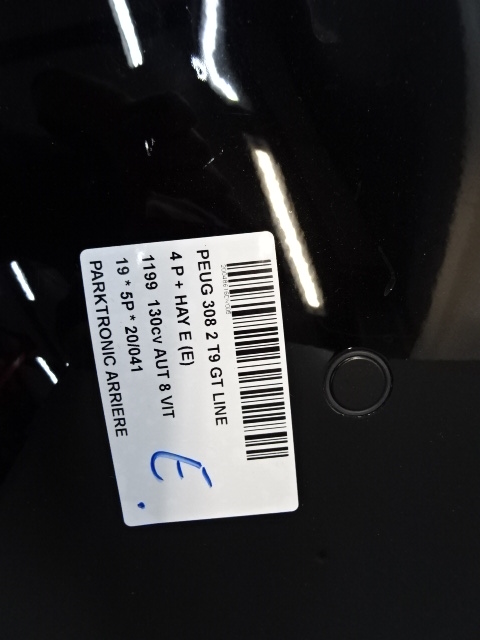 PEUG 308 2 T9 GT LINE
4 P + HAY E (E)
1199 130cv AUT 8 VIT
19 * 5P * 20/041
PARKTRONIC ARRIERE
E.